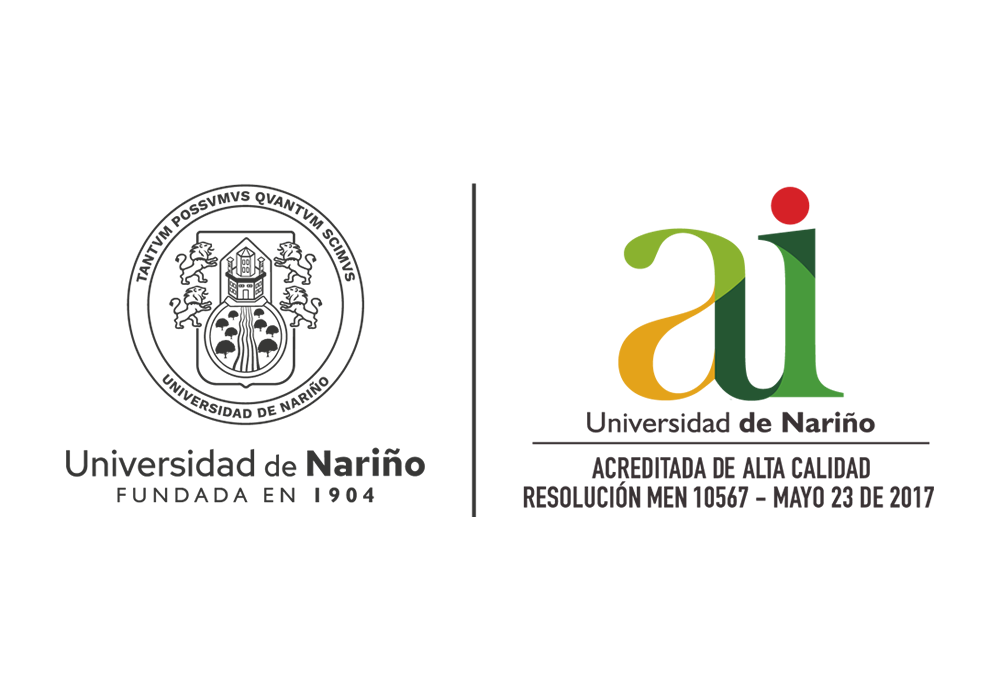 TANTVM POSSVMVS QVANTVM SCIMVS
UNIVERSIDAD DE NARIÑO
Universidad de Nariño
FUNDADA EN 1904
ai
Universidad de Nariño
ACREDITADA DE ALTA CALIDAD
RESOLUCIÓN MEN 10567 - MAYO 23 DE 2017